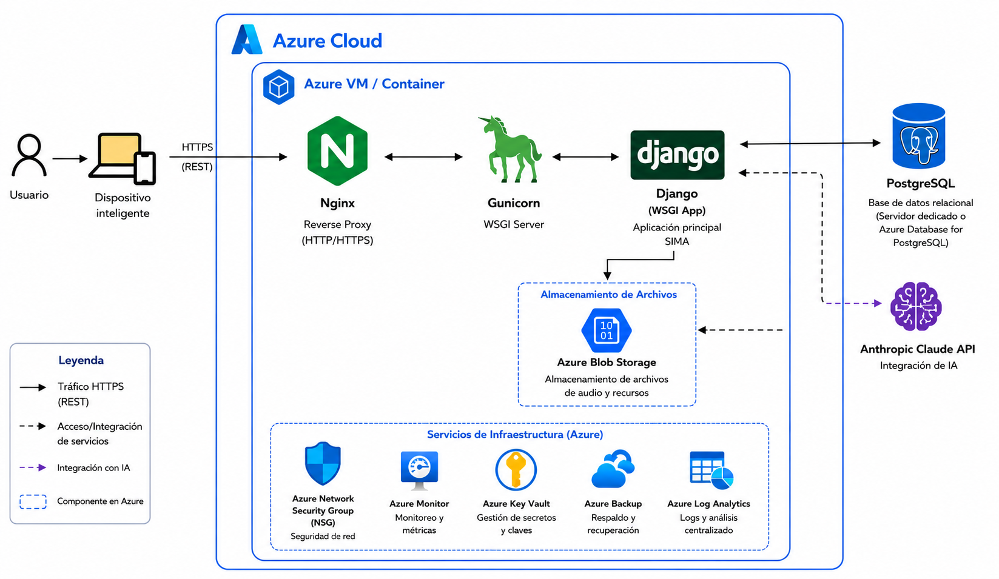 Azure Cloud
Azure VM / Container
Usuario
Dispositivo
inteligente
HTTPS
(REST)
N
Nginx
Reverse Proxy
(HTTP/HTTPS)
Gunicorn
WSGI Server
django
Django
(WSGI App)
Aplicación principal
SIMA
PostgreSQL
Base de datos relacional
(Servidor dedicado o
Azure Database for
PostgreSQL)
Almacenamiento de Archivos
10
01
Azure Blob Storage
Almacenamiento de archivos
de audio y recursos
Anthropic Claude API
Integración de IA
Leyenda
Tráfico HTTPS
(REST)
Acceso/Integración
de servicios
Integración con IA
Componente en Azure
Servicios de Infraestructura (Azure)
Azure Network
Security Group
(NSG)
Seguridad de red
Azure Monitor
Monitoreo y
métricas
Azure Key Vault
Gestión de secretos
y claves
Azure Backup
Respaldo y
recuperación
Azure Log Analytics
Logs y análisis
centralizado